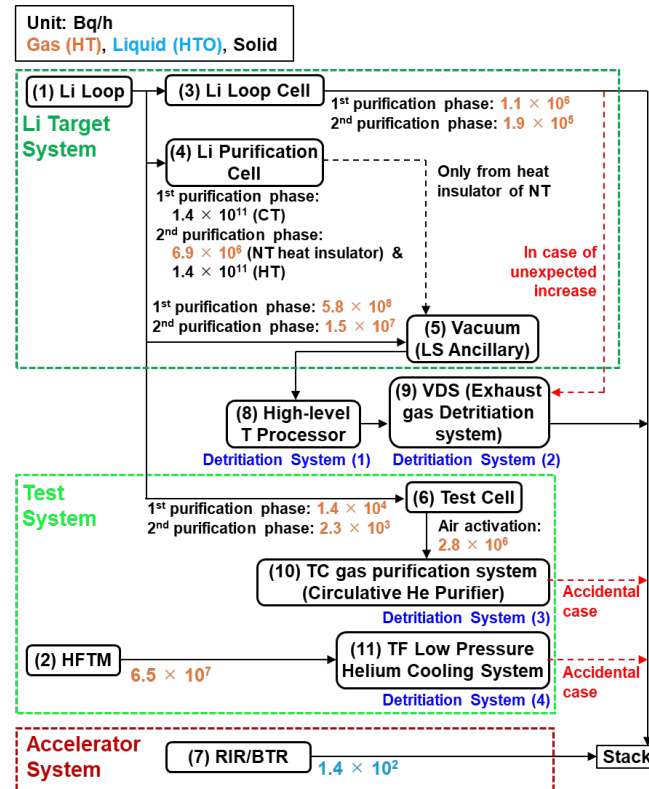 Unit: Bq/h
Gas (HT), Liquid (HTO), Solid
(1) Li Loop
(3) Li Loop Cell
Li Target
System
1st purification phase: 1.1 × 10⁶
2nd purification phase: 1.9 × 10⁵
(4) Li Purification
Cell
Only from heat
insulator of NT
1st purification phase:
1.4 × 10¹¹ (CT)
2nd purification phase:
6.9 × 10⁶ (NT heat insulator) &
1.4 × 10¹¹ (HT)
In case of
unexpected
increase
1st purification phase: 5.8 × 10⁸
2nd purification phase: 1.5 × 10⁷
(5) Vacuum
(LS Ancillary)
(8) High-level
T Processor
Detritiation System (1)
(9) VDS (Exhaust
gas Detritiation
system)
Detritiation System (2)
Test
System
(6) Test Cell
1st purification phase: 1.4 × 10⁴
2nd purification phase: 2.3 × 10³
Air activation:
2.8 × 10⁶
(10) TC gas purification system
(Circulative He Purifier)
Detritiation System (3)
Accidental
case
(2) HFTM
6.5 × 10⁷
(11) TF Low Pressure
Helium Cooling System
Detritiation System (4)
Accidental
case
Accelerator
System
(7) RIR/BTR
1.4 × 10²
Stack